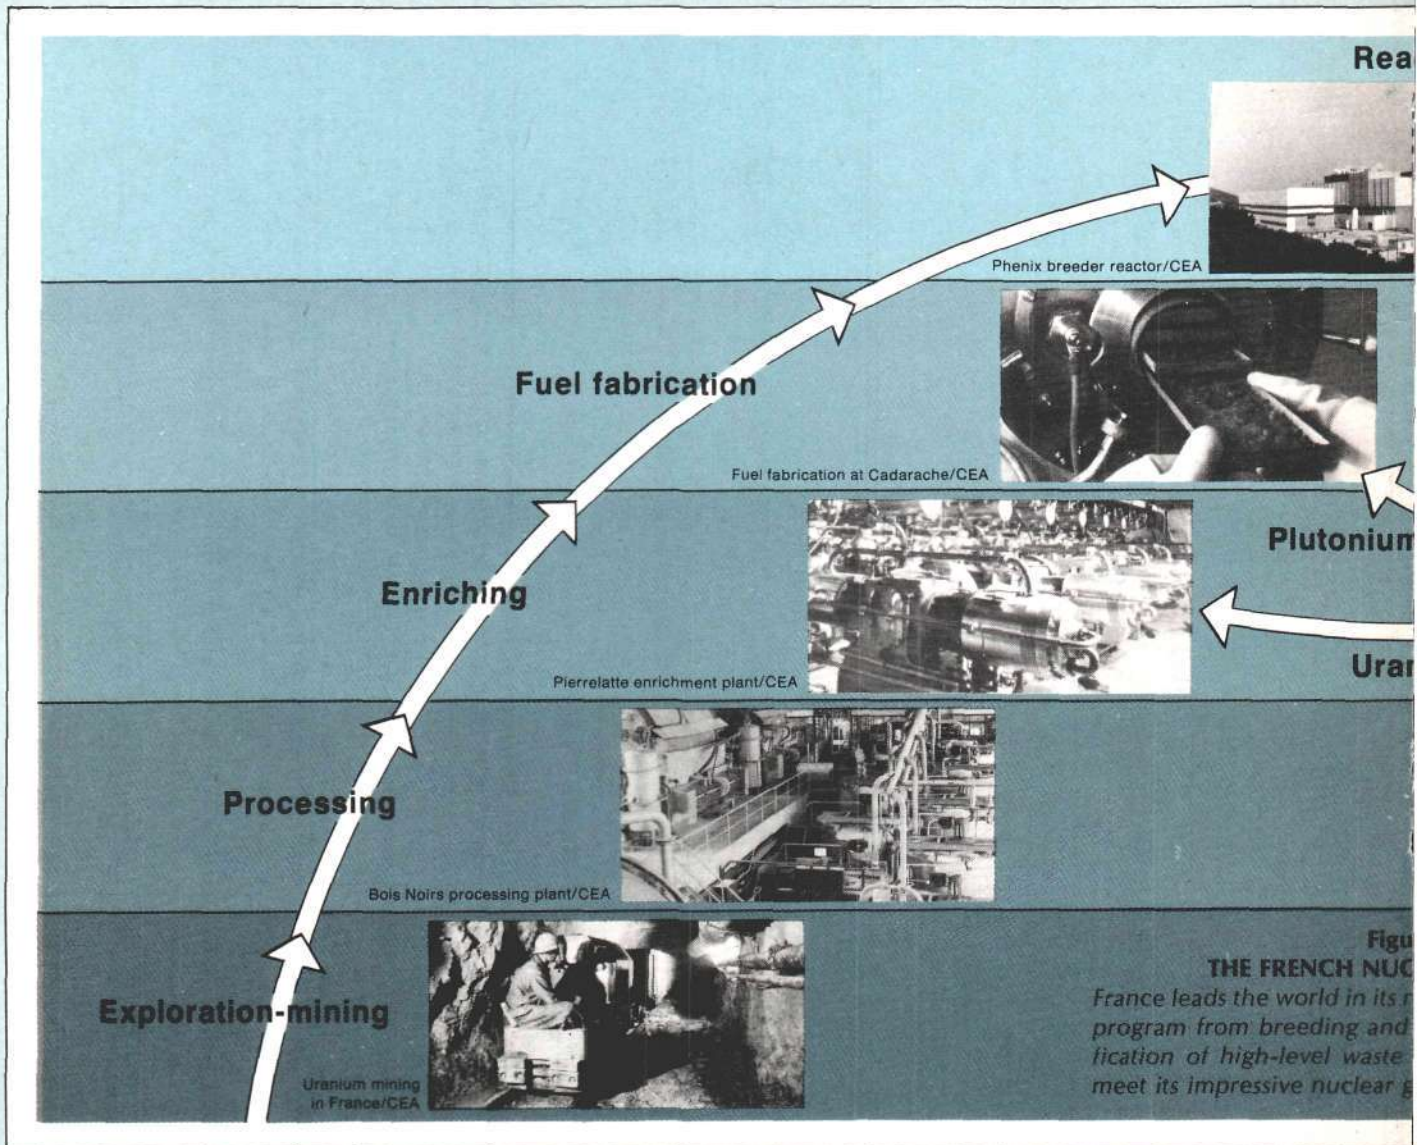 Rea
Phenix breeder reactor/CEA
Fuel fabrication
Fuel fabrication at Cadarache/CEA
Plutonium
Enriching
Uran
Pierrelatte enrichment plant/CEA
Processing
Bois Noirs processing plant/CEA
Figu
THE FRENCH NUC
Exploration-mining
France leads the world in its
program from breeding and
fication of high-level waste
meet its impressive nuclear g
Uranium mining
in France/CEA